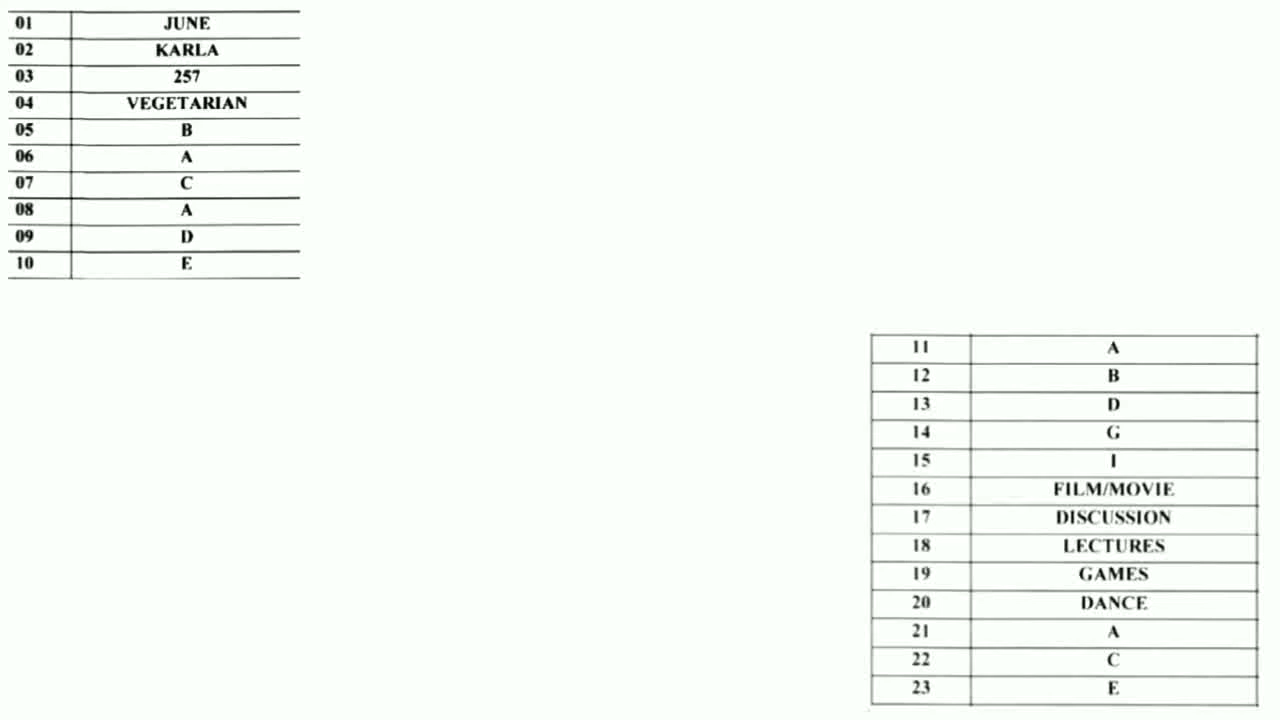 01 JUNE
02 KARLA
03 257
04 VEGETARIAN
05 B
06 A
07 C
08 A
09 D
10 E
11 A
12 B
13 D
14 G
15 I
16 FILM/MOVIE
17 DISCUSSION
18 LECTURES
19 GAMES
20 DANCE
21 A
22 C
23 E